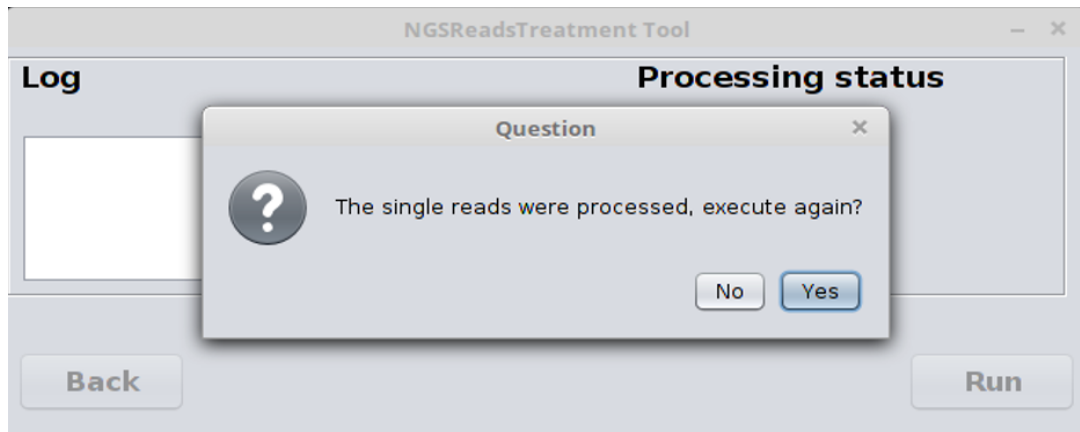 NGSReadsTreatment Tool
Log
Processing status
Question
The single reads were processed, execute again?
No
Yes
Back
Run